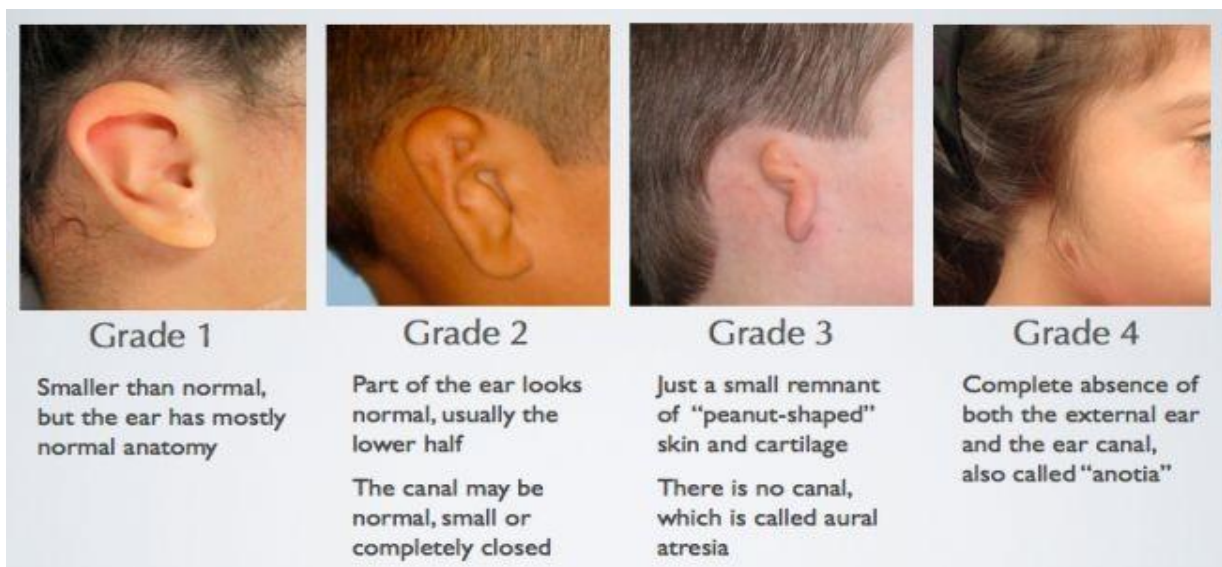 Grade 1
Smaller than normal,
but the ear has mostly
normal anatomy
Grade 2
Part of the ear looks
normal, usually the
lower half
The canal may be
normal, small or
completely closed
Grade 3
Just a small remnant
of “peanut-shaped”
skin and cartilage
There is no canal,
which is called aural
atresia
Grade 4
Complete absence of
both the external ear
and the ear canal,
also called “anotia”